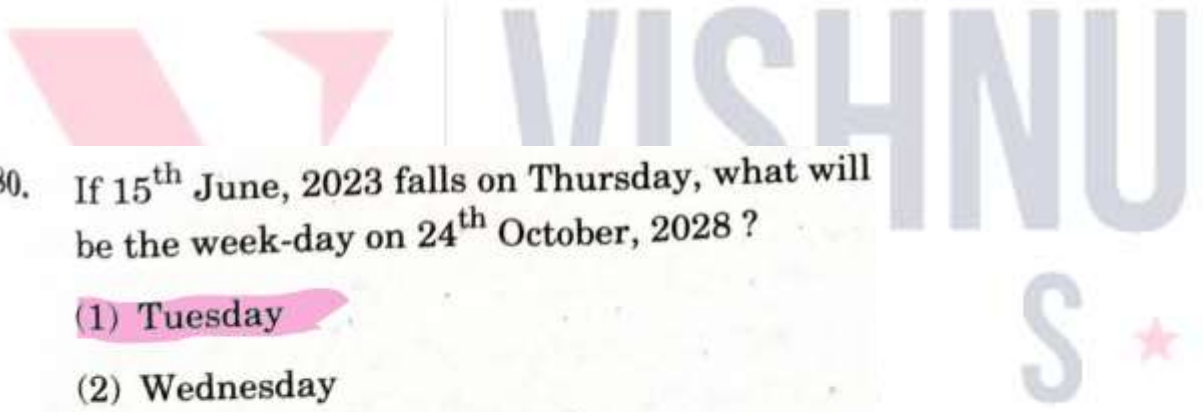 VISHNU
30. If 15th June, 2023 falls on Thursday, what will
be the week-day on 24th October, 2028 ?
(1) Tuesday
(2) Wednesday
S